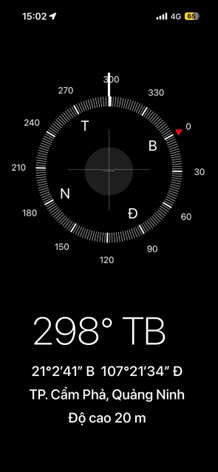 15:02 4G 65
300
270 330
240 0
T B
210 30
N Đ
180 60
150 90
120
298° TB
21°2′41″ B 107°21′34″ Đ
TP. Cẩm Phả, Quảng Ninh
Độ cao 20 m